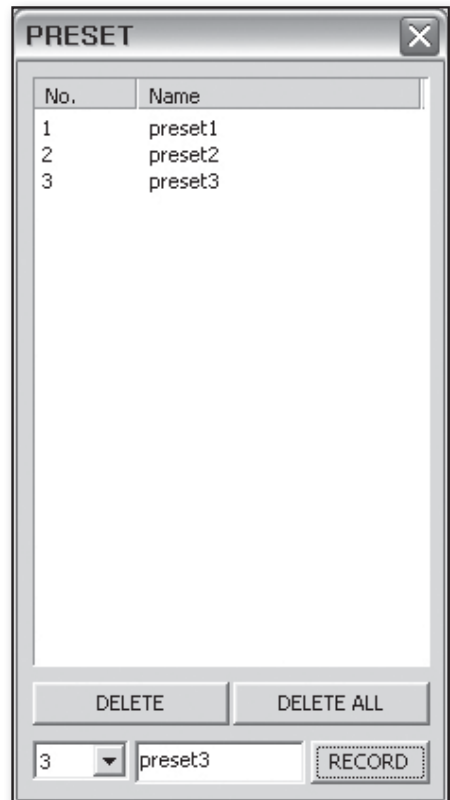 PRESET
No. Name
1 preset1
2 preset2
3 preset3
DELETE DELETE ALL
3 preset3 RECORD